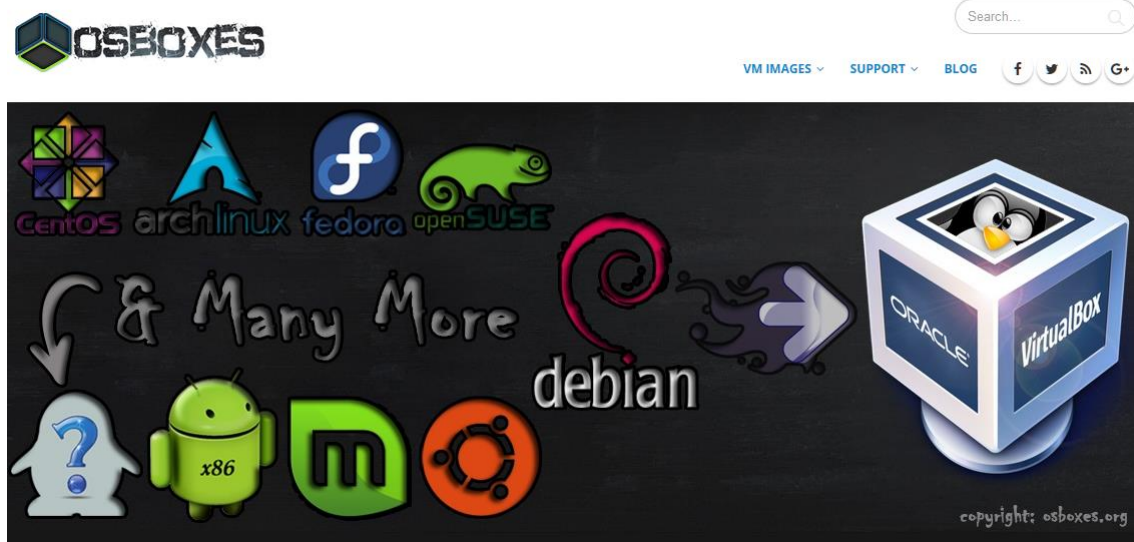 OSBOXES
Search...
VM IMAGES
SUPPORT
BLOG
f
G+
CentOS
archlinux
fedora
openSUSE
& Many More
debian
ORACLE
VirtualBox
?
x86
copyright: osboxes.org